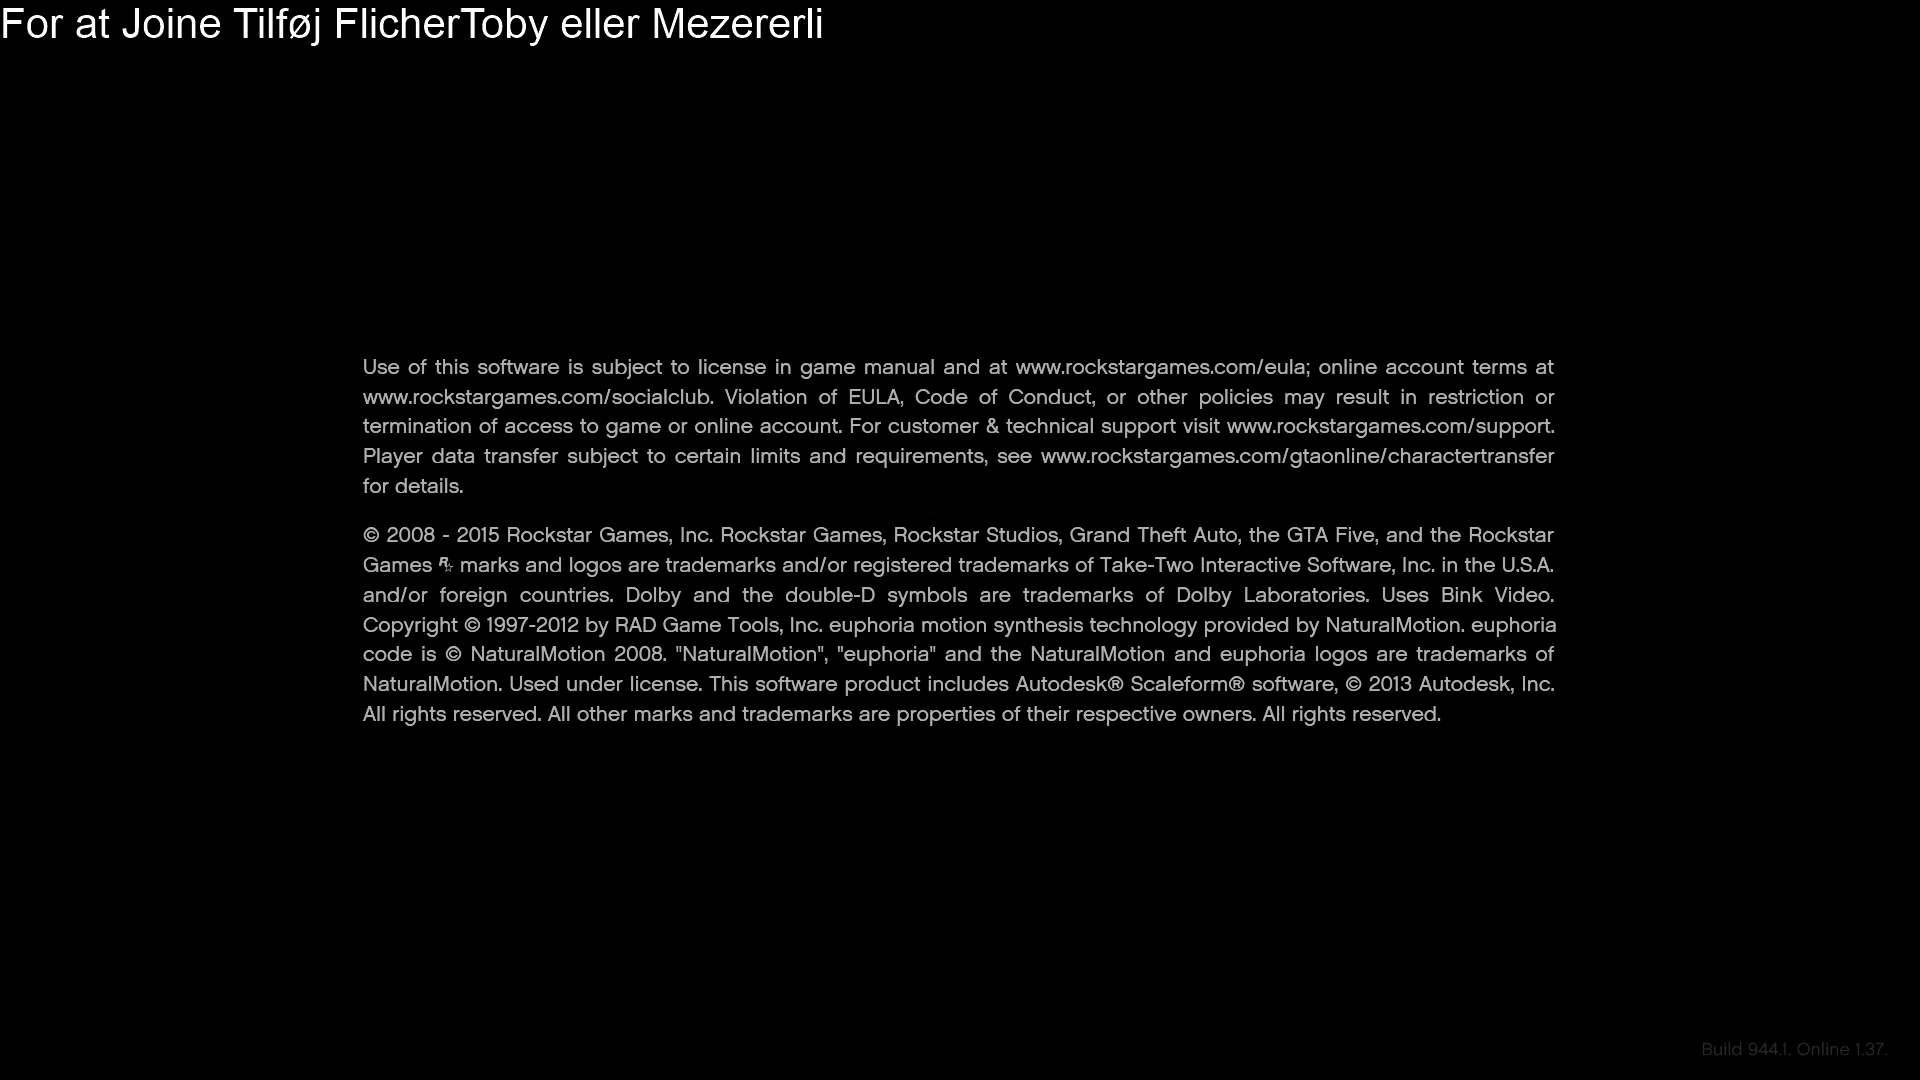 For at Joine Tilføj FlicherToby eller Mezererli
Use of this software is subject to license in game manual and at www.rockstargames.com/eula; online account terms at
www.rockstargames.com/socialclub. Violation of EULA, Code of Conduct, or other policies may result in restriction or
termination of access to game or online account. For customer & technical support visit www.rockstargames.com/support.
Player data transfer subject to certain limits and requirements, see www.rockstargames.com/gtaonline/charactertransfer
for details.
© 2008 - 2015 Rockstar Games, Inc. Rockstar Games, Rockstar Studios, Grand Theft Auto, the GTA Five, and the Rockstar
Games R☆ marks and logos are trademarks and/or registered trademarks of Take-Two Interactive Software, Inc. in the U.S.A.
and/or foreign countries. Dolby and the double-D symbols are trademarks of Dolby Laboratories. Uses Bink Video.
Copyright © 1997-2012 by RAD Game Tools, Inc. euphoria motion synthesis technology provided by NaturalMotion. euphoria
code is © NaturalMotion 2008. "NaturalMotion", "euphoria" and the NaturalMotion and euphoria logos are trademarks of
NaturalMotion. Used under license. This software product includes Autodesk® Scaleform® software, © 2013 Autodesk, Inc.
All rights reserved. All other marks and trademarks are properties of their respective owners. All rights reserved.
Build 944.1. Online 1.37.